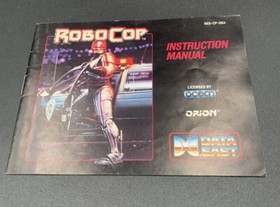 NES-CP-USA
ROBOCOP
INSTRUCTION
MANUAL
LICENSED BY
ocean
ORION
DATA
EAST